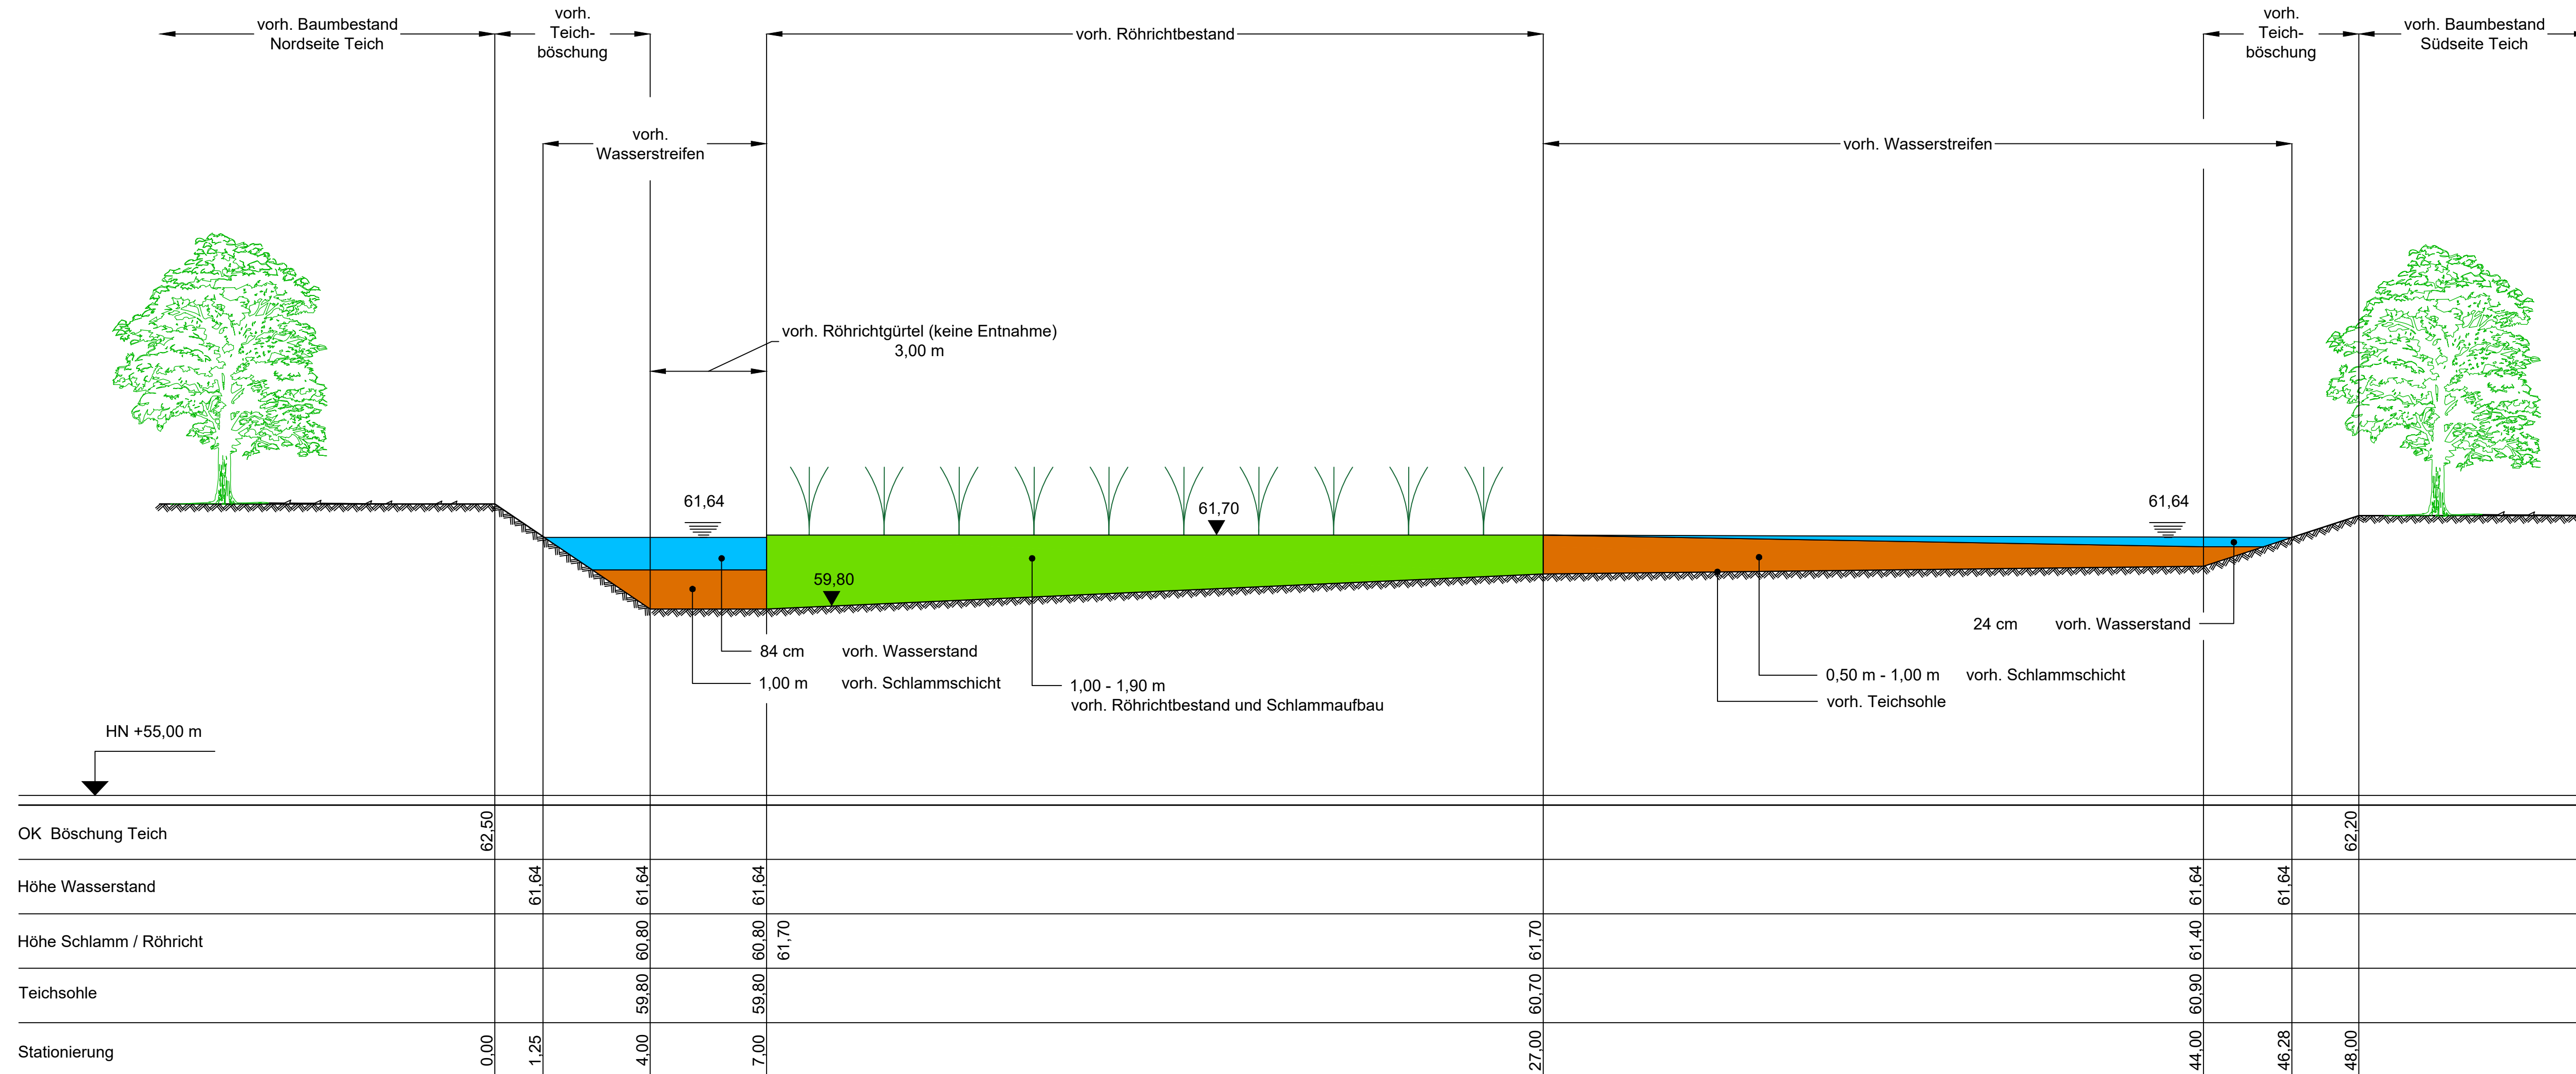 vorh. Baumbestand
Nordseite Teich
vorh.
Teich-
böschung
vorh. Röhrichtbestand
vorh.
Teich-
böschung
vorh. Baumbestand
Südseite Teich
vorh.
Wasserstreifen
vorh. Wasserstreifen
vorh. Röhrichtgürtel (keine Entnahme)
3,00 m
61,64
61,70
61,64
59,80
24 cm vorh. Wasserstand
84 cm vorh. Wasserstand
1,00 m vorh. Schlammschicht
1,00 - 1,90 m
vorh. Röhrichtbestand und Schlammaufbau
0,50 m - 1,00 m vorh. Schlammschicht
vorh. Teichsohle
HN +55,00 m
OK Böschung Teich 62,50 62,20
Höhe Wasserstand 61,64 61,64 61,64 61,64 61,64
Höhe Schlamm / Röhricht 60,80 60,80 61,70 61,70 61,40
Teichsohle 59,80 59,80 60,70 60,90
Stationierung 0,00 1,25 4,00 7,00 27,00 44,00 46,28 48,00